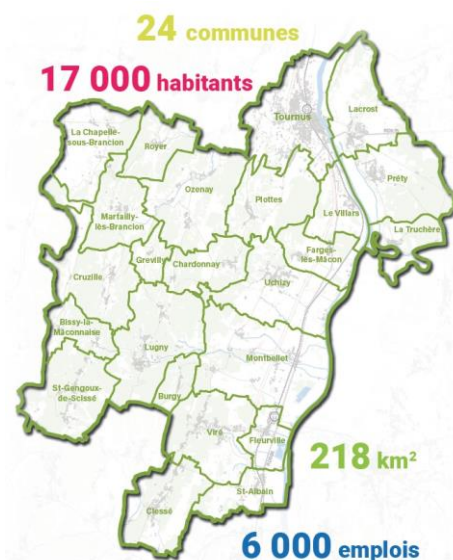 24 communes
17 000 habitants
Tournus
Lacrost
La Chapelle-
sous-Brancion
Royer
Ozenay
Plottes
Préty
Martailly-
lès-Brancion
Le Villars
La Truchère
Farges-
lès-Mâcon
Grevilly
Chardonnay
Cruzille
Uchizy
Bissy-la-
Mâconnaise
Lugny
Montbellet
St-Gengoux-
de-Scissé
Burgy
Viré
Fleurville
218 km²
St-Albain
Clessé
6 000 emplois